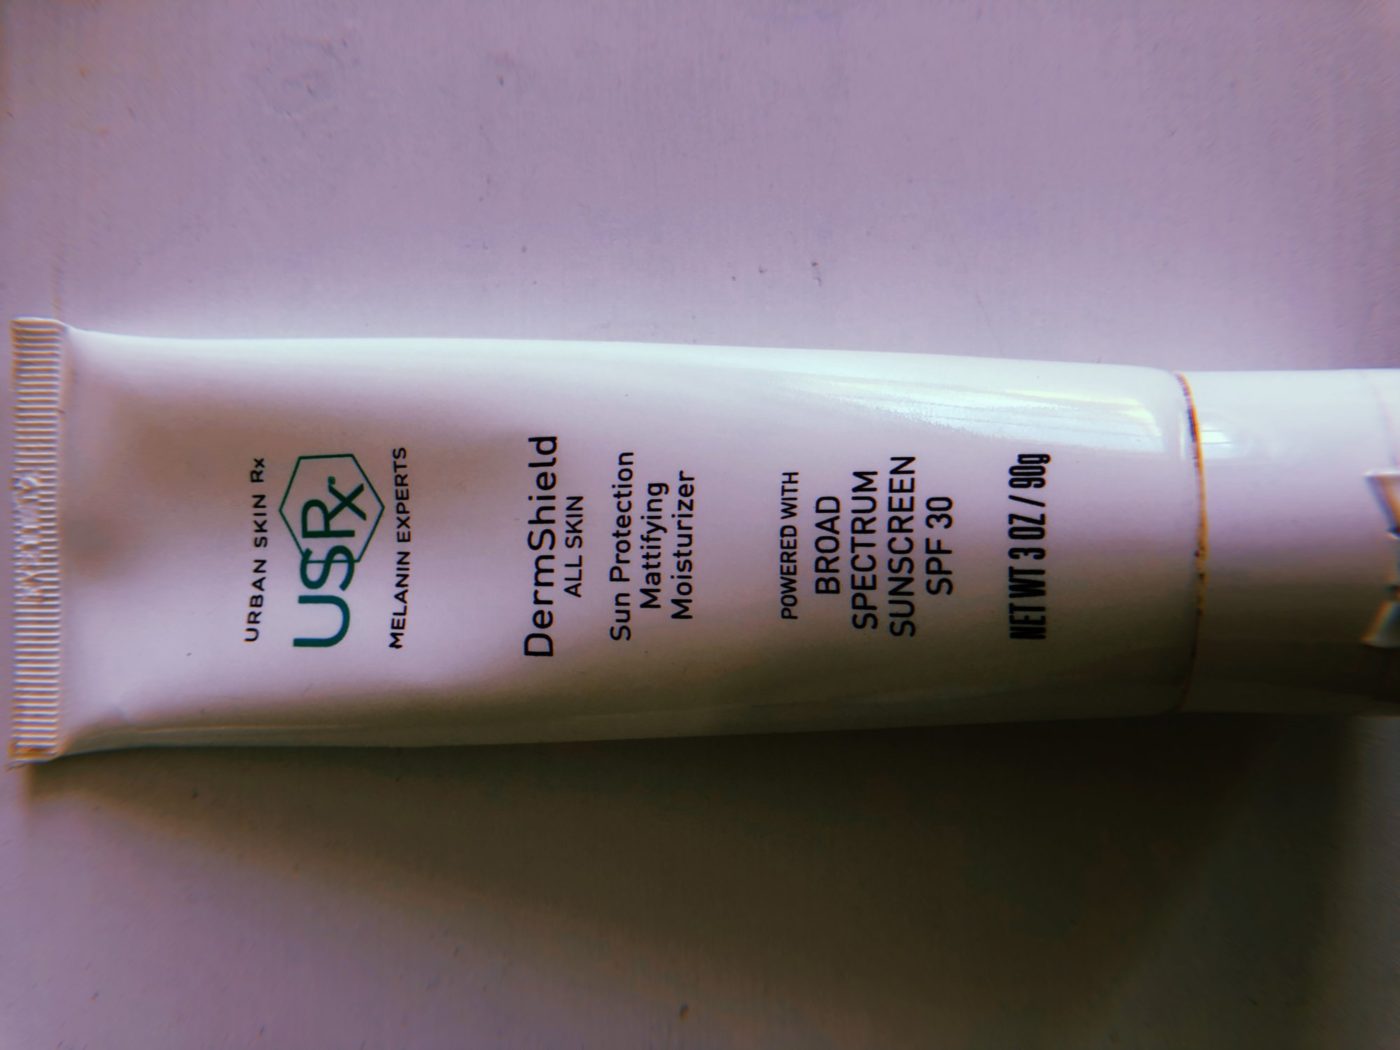 URBAN SKIN Rx
USRx
MELANIN EXPERTS
DermShield
ALL SKIN
Sun Protection
Mattifying
Moisturizer
POWERED WITH
BROAD
SPECTRUM
SUNSCREEN
SPF 30
NET WT 3 OZ / 90g